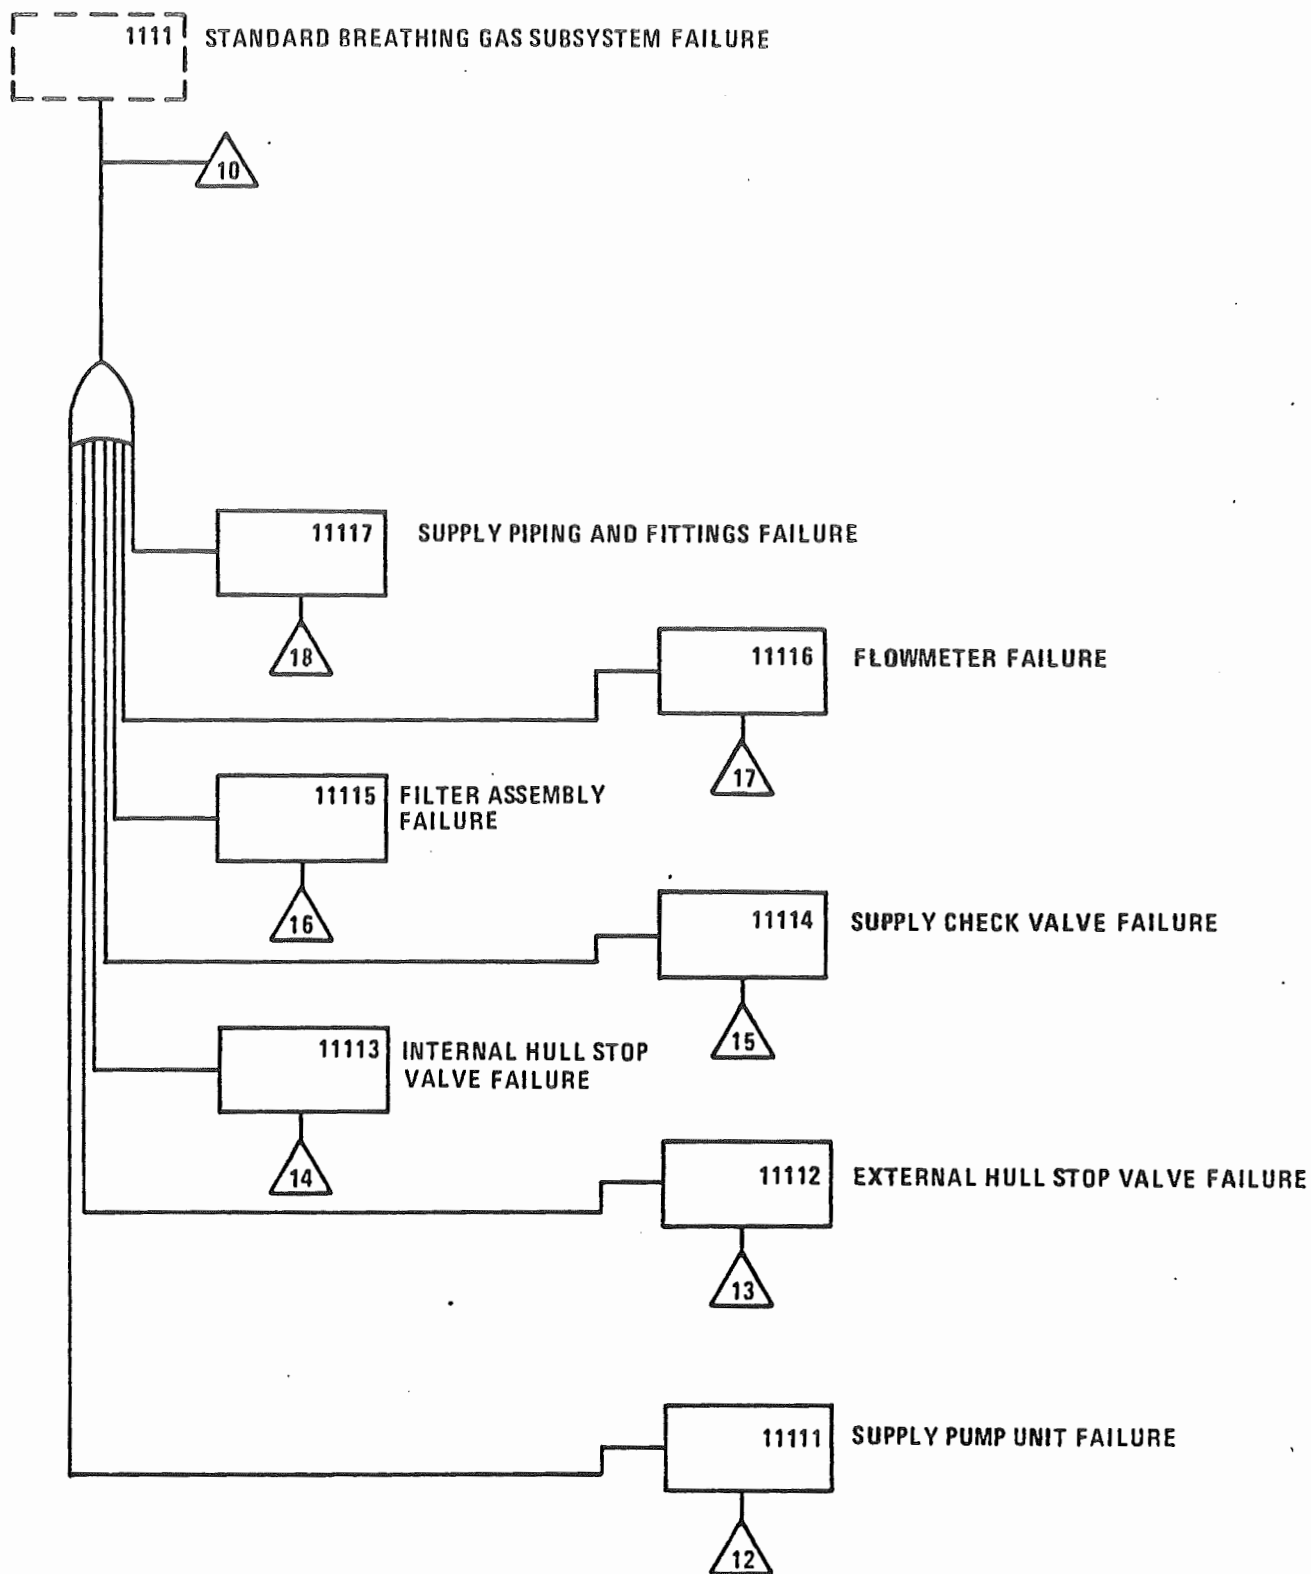 1111 STANDARD BREATHING GAS SUBSYSTEM FAILURE
10
11117 SUPPLY PIPING AND FITTINGS FAILURE
18
11116 FLOWMETER FAILURE
17
11115 FILTER ASSEMBLY
FAILURE
16
11114 SUPPLY CHECK VALVE FAILURE
15
11113 INTERNAL HULL STOP
VALVE FAILURE
14
11112 EXTERNAL HULL STOP VALVE FAILURE
13
11111 SUPPLY PUMP UNIT FAILURE
12